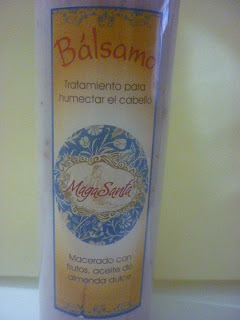 Bálsamo
Tratamiento para
humectar el cabello
MagaSanta
Macerado con
frutos, aceite de
almenda dulce